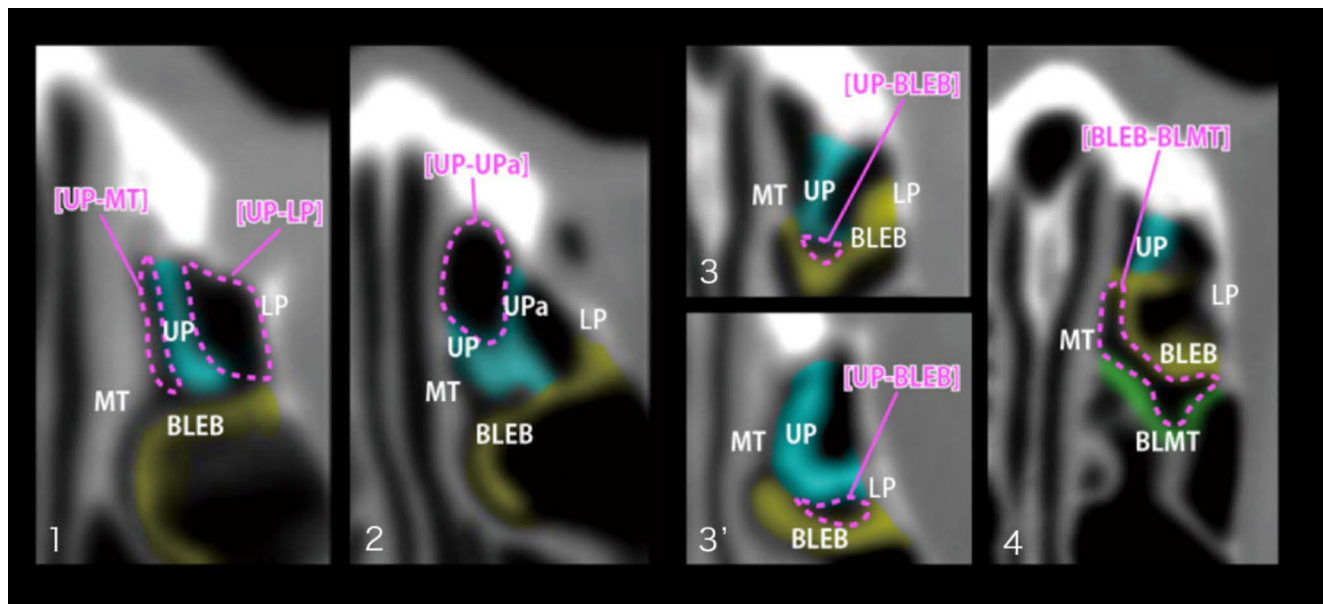 [UP-MT]
[UP-LP]
LP
UP
MT
BLEB
1
[UP-UPa]
UPa
LP
UP
MT
BLEB
2
[UP-BLEB]
MT
UP
LP
BLEB
3
[UP-BLEB]
MT
UP
LP
BLEB
3'
[BLEB-BLMT]
UP
LP
MT
BLEB
BLMT
4